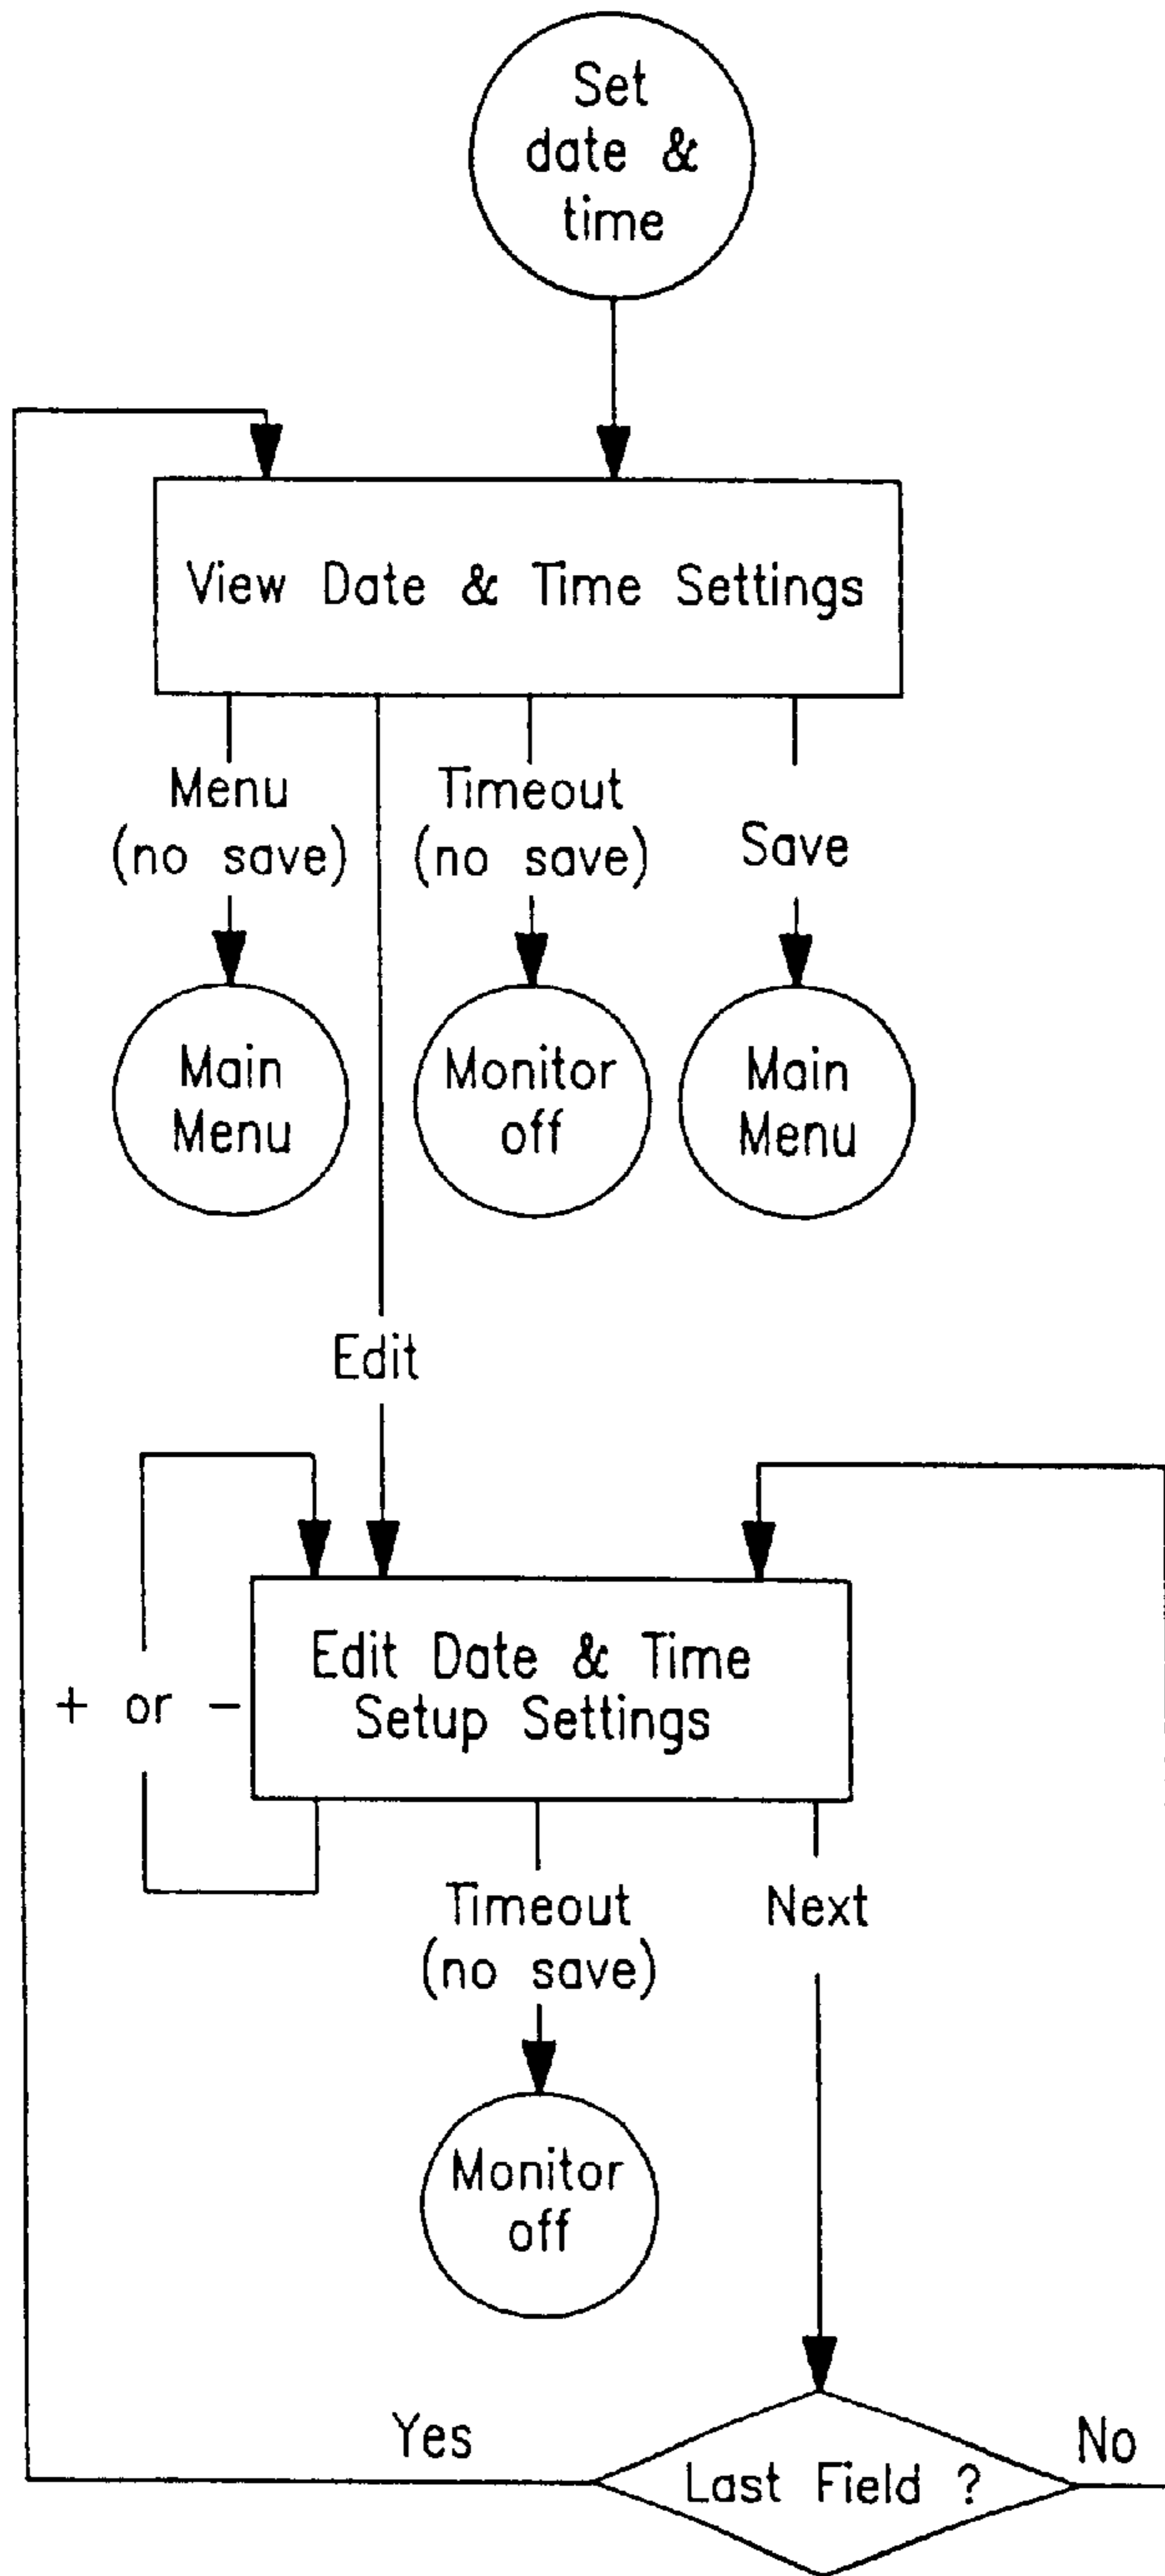 Set
date &
time
View Date & Time Settings
Menu
(no save)
Timeout
(no save)
Save
Main
Menu
Monitor
off
Main
Menu
Edit
Edit Date & Time
Setup Settings
+ or -
Timeout
(no save)
Next
Monitor
off
Yes
Last Field ?
No